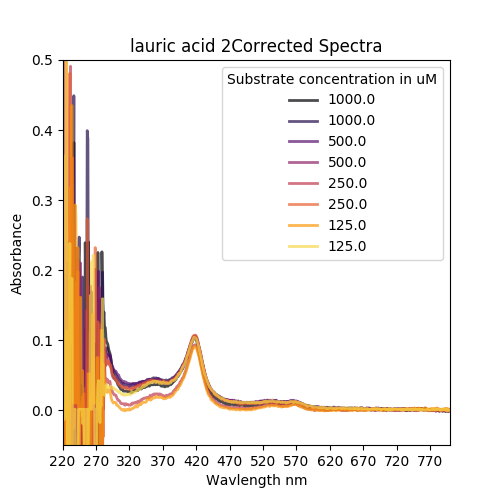 lauric acid 2Corrected Spectra
Substrate concentration in uM
1000.0
1000.0
500.0
500.0
250.0
250.0
125.0
125.0
0.5
0.4
0.3
0.2
0.1
0.0
Absorbance
220 270 320 370 420 470 520 570 620 670 720 770
Wavlength nm